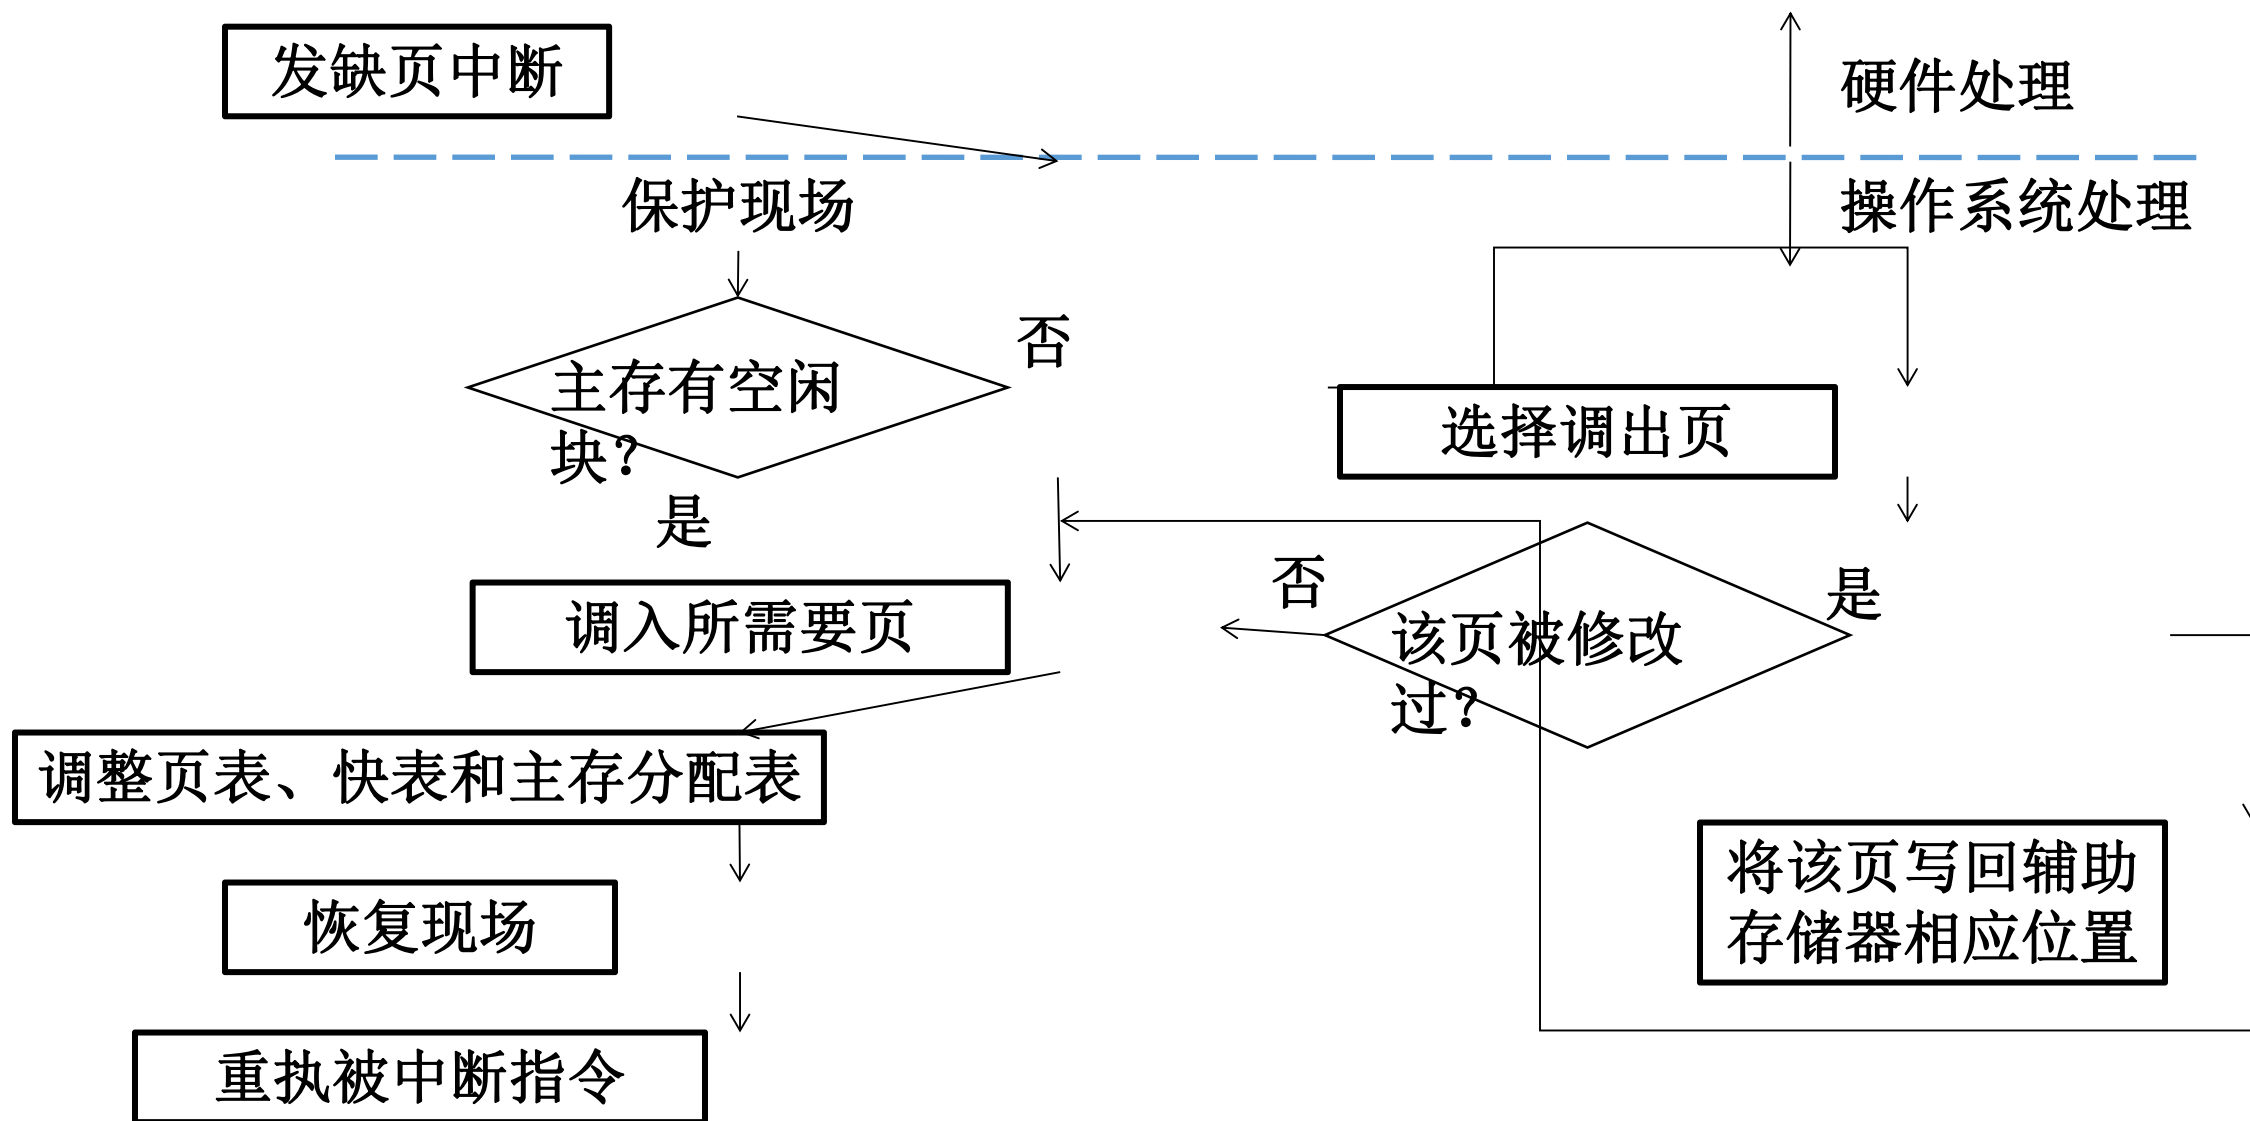 发缺页中断
硬件处理
保护现场
操作系统处理
主存有空闲
块？
否
是
选择调出页
调入所需要页
否
该页被修改
过？
是
调整页表、快表和主存分配表
将该页写回辅助
存储器相应位置
恢复现场
重执被中断指令